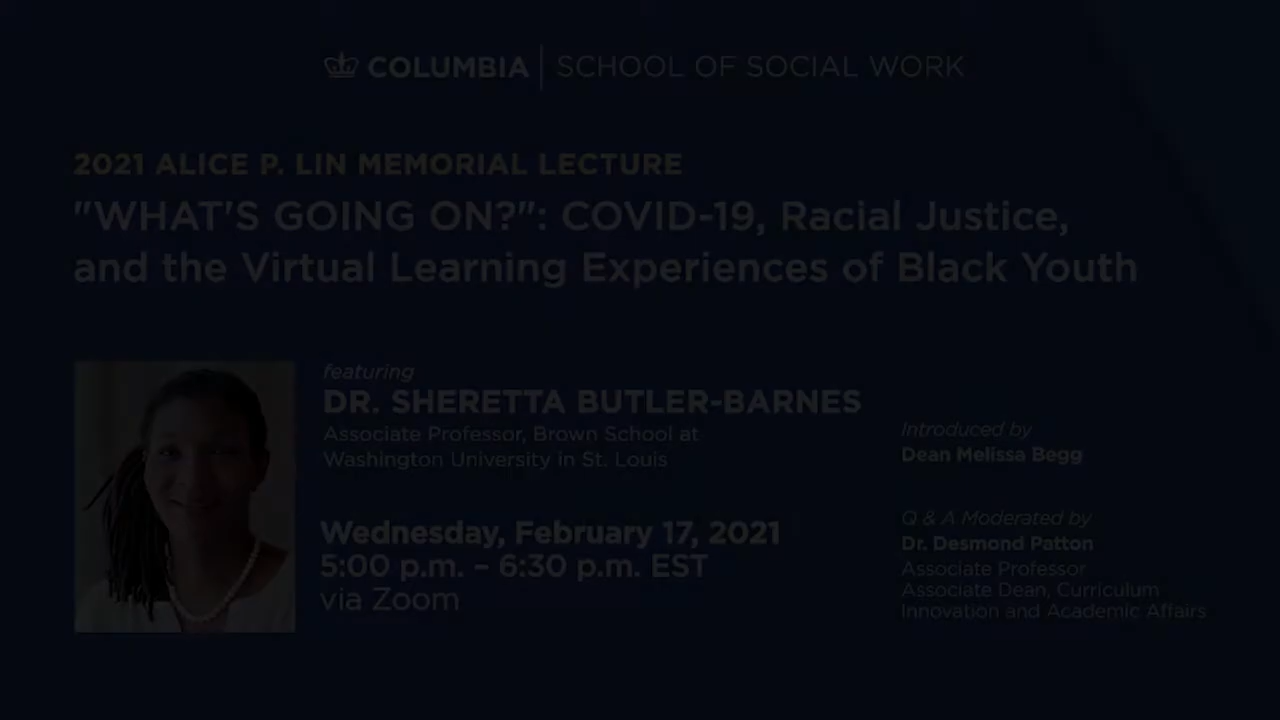 COLUMBIA | SCHOOL OF SOCIAL WORK
2021 ALICE P. LIN MEMORIAL LECTURE
"WHAT'S GOING ON?": COVID-19, Racial Justice,
and the Virtual Learning Experiences of Black Youth
featuring
DR. SHERETTA BUTLER-BARNES
Associate Professor, Brown School at
Washington University in St. Louis
Wednesday, February 17, 2021
5:00 p.m. – 6:30 p.m. EST
via Zoom
Introduced by
Dean Melissa Begg
Q & A Moderated by
Dr. Desmond Patton
Associate Professor
Associate Dean, Curriculum
Innovation and Academic Affairs